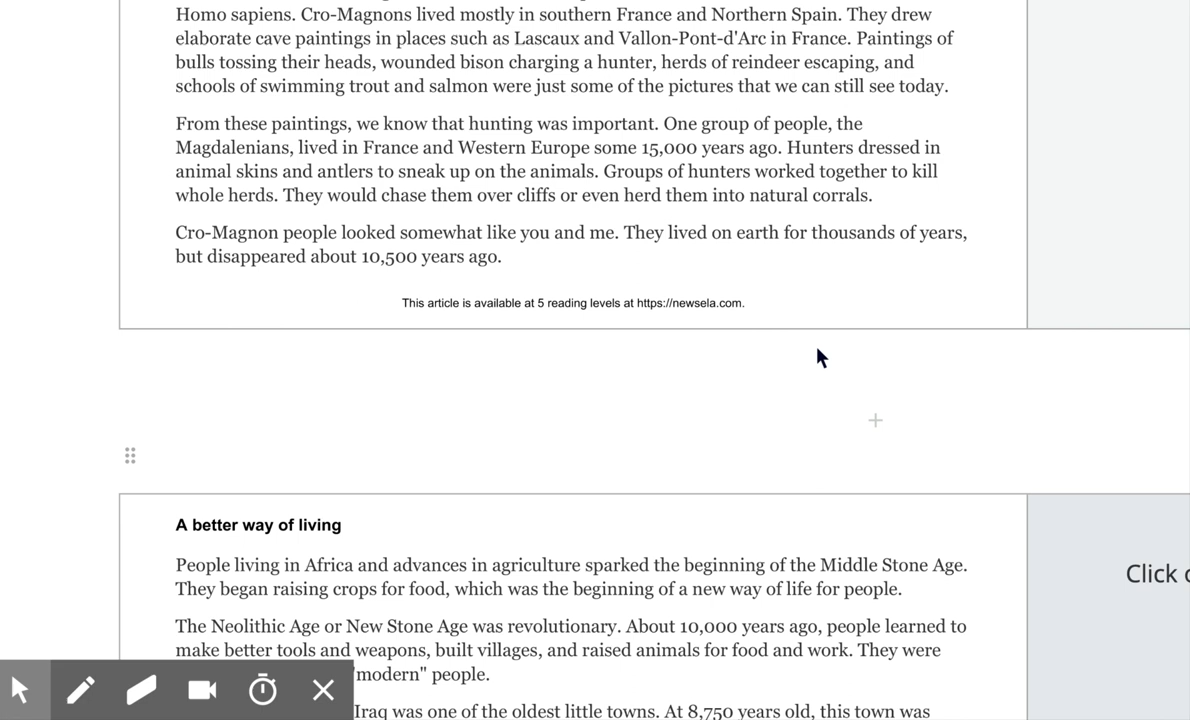 Homo sapiens. Cro-Magnons lived mostly in southern France and Northern Spain. They drew
elaborate cave paintings in places such as Lascaux and Vallon-Pont-d'Arc in France. Paintings of
bulls tossing their heads, wounded bison charging a hunter, herds of reindeer escaping, and
schools of swimming trout and salmon were just some of the pictures that we can still see today.
From these paintings, we know that hunting was important. One group of people, the
Magdalenians, lived in France and Western Europe some 15,000 years ago. Hunters dressed in
animal skins and antlers to sneak up on the animals. Groups of hunters worked together to kill
whole herds. They would chase them over cliffs or even herd them into natural corrals.
Cro-Magnon people looked somewhat like you and me. They lived on earth for thousands of years,
but disappeared about 10,500 years ago.
This article is available at 5 reading levels at https://newsela.com.
A better way of living
People living in Africa and advances in agriculture sparked the beginning of the Middle Stone Age.
They began raising crops for food, which was the beginning of a new way of life for people.
Click
The Neolithic Age or New Stone Age was revolutionary. About 10,000 years ago, people learned to
make better tools and weapons, built villages, and raised animals for food and work. They were
"modern" people.
Iraq was one of the oldest little towns. At 8,750 years old, this town was